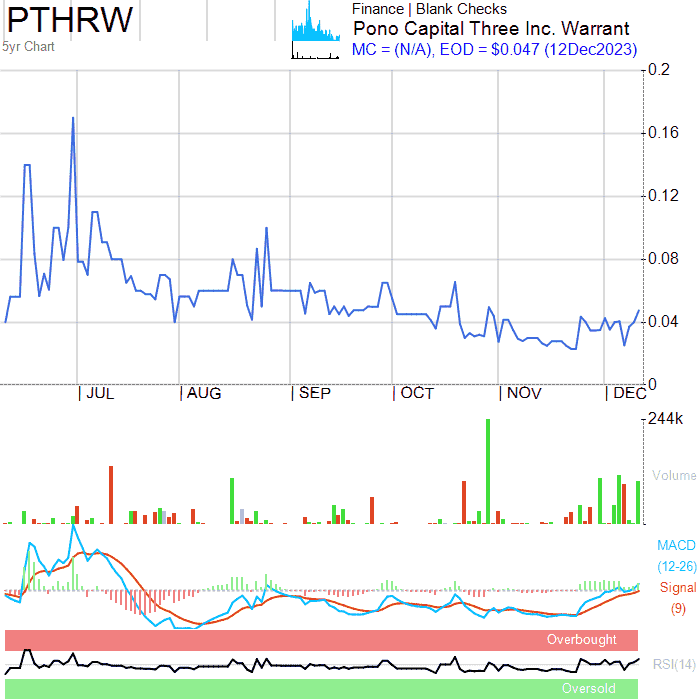 PTHRW
Finance | Blank Checks
Pono Capital Three Inc. Warrant
5yr Chart
MC = (N/A), EOD = $0.047 (12Dec2023)
0.2
0.16
0.12
0.08
0.04
0
| JUL | AUG | SEP | OCT | NOV | DEC
244k
Volume
MACD
(12-26)
Signal
(9)
Overbought
RSI(14)
Oversold